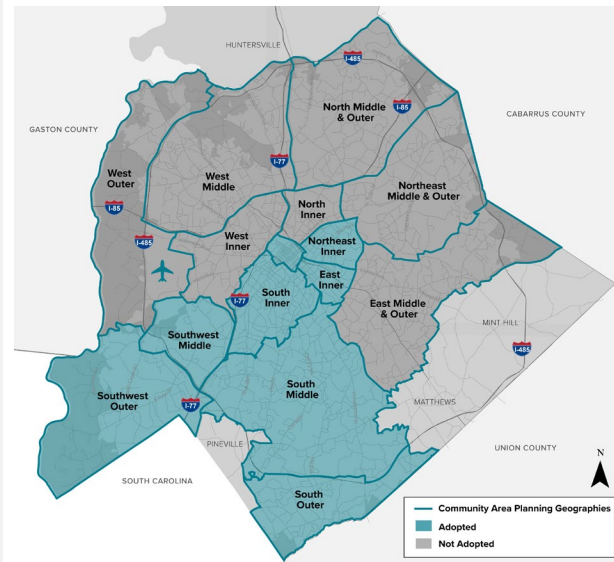 HUNTERSVILLE
I-485
North Middle
& Outer
I-85
CABARRUS COUNTY
GASTON COUNTY
West
Outer
West
Middle
I-77
Northeast
Middle & Outer
I-85
North
Inner
West
Inner
I-485
Northeast
Inner
East
Inner
South
Inner
I-77
East Middle
& Outer
MINT HILL
I-485
Southwest
Middle
South
Middle
Southwest
Outer
I-77
MATTHEWS
PINEVILLE
UNION COUNTY
SOUTH CAROLINA
N
South
Outer
Community Area Planning Geographies
Adopted
Not Adopted